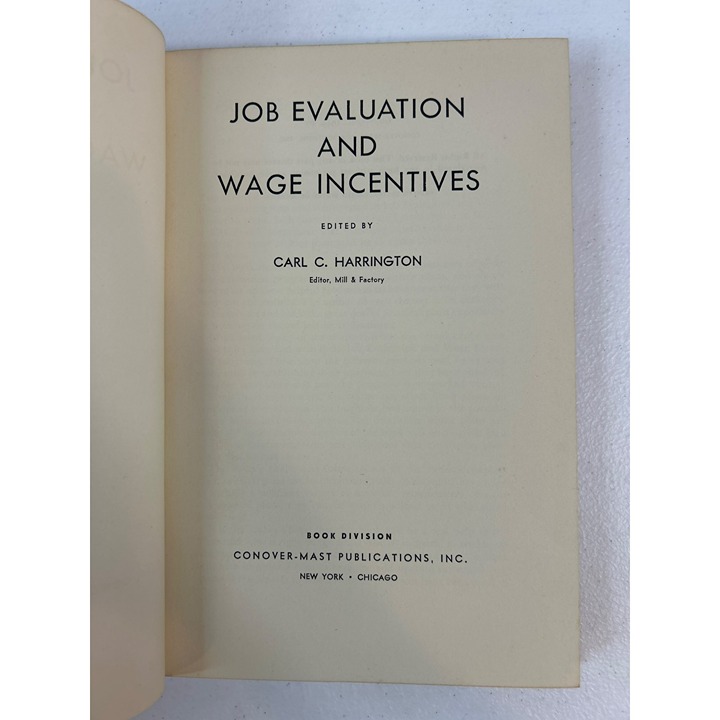 JOB EVALUATION
AND
WAGE INCENTIVES
EDITED BY
CARL C. HARRINGTON
Editor, Mill & Factory
BOOK DIVISION
CONOVER-MAST PUBLICATIONS, INC.
NEW YORK • CHICAGO